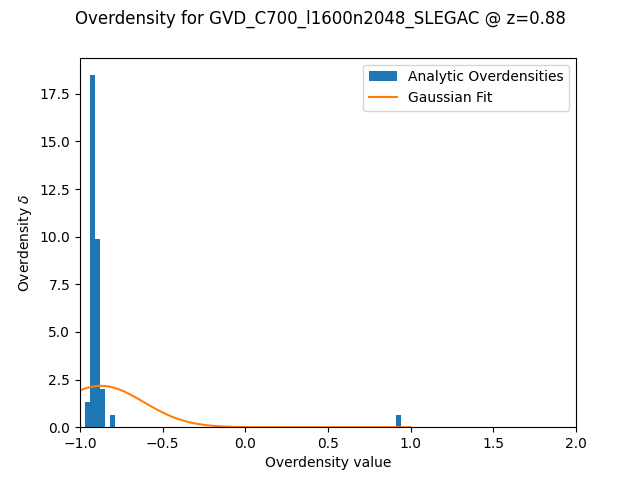 Overdensity for GVD_C700_l1600n2048_SLEGAC @ z=0.88
Analytic Overdensities
Gaussian Fit
17.5
15.0
12.5
10.0
7.5
5.0
2.5
0.0
Overdensity δ
−1.0 −0.5 0.0 0.5 1.0 1.5 2.0
Overdensity value